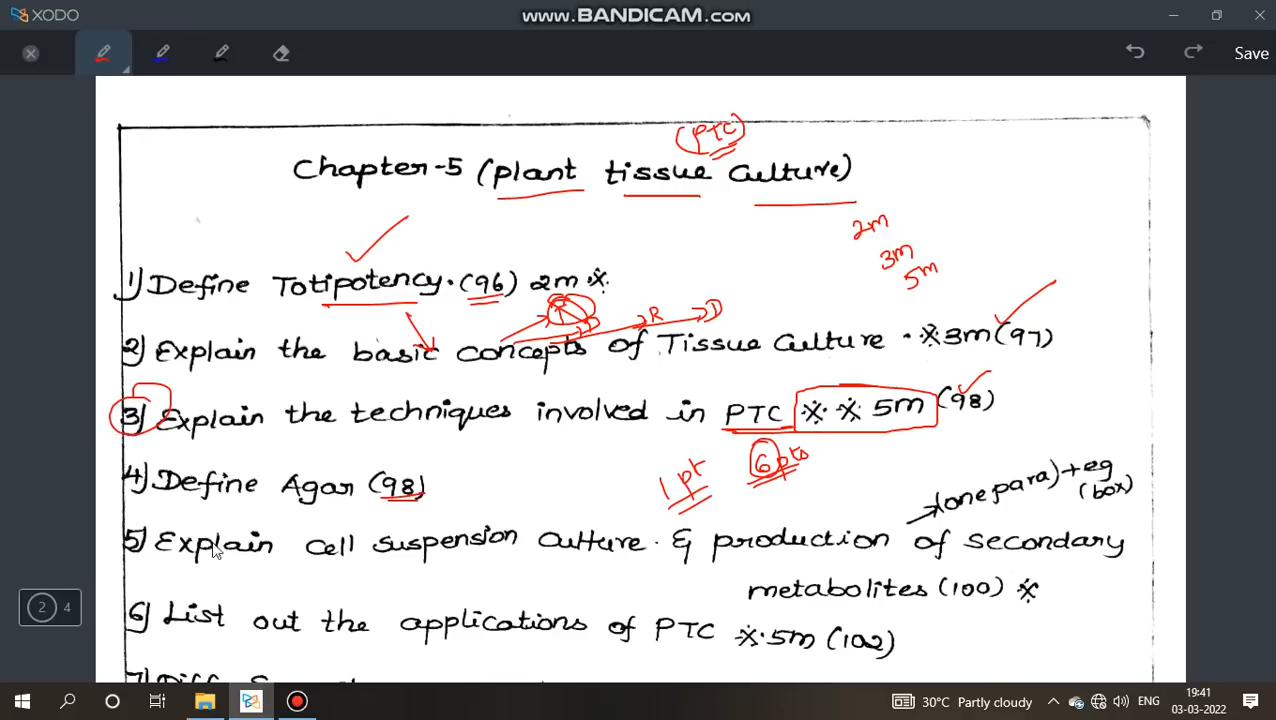 XODO
WWW.BANDICAM.COM
Save
(PTC)
Chapter-5 (plant tissue culture)
2m
3m
5m
1) Define Totipotency. (96) 2m ※
R
2) Explain the basic concepts of Tissue Culture. ※3m (97)
3) Explain the techniques involved in PTC ※ ※ 5m (98)
1 pt 6 pts
4) Define Agar (98)
→(one para) + eg
(box)
5) Explain cell suspension culture. & production of secondary
metabolites (100) ※
6) List out the applications of PTC ※.5m (102)
2 4
30°C Partly cloudy
ENG
19:41
03-03-2022